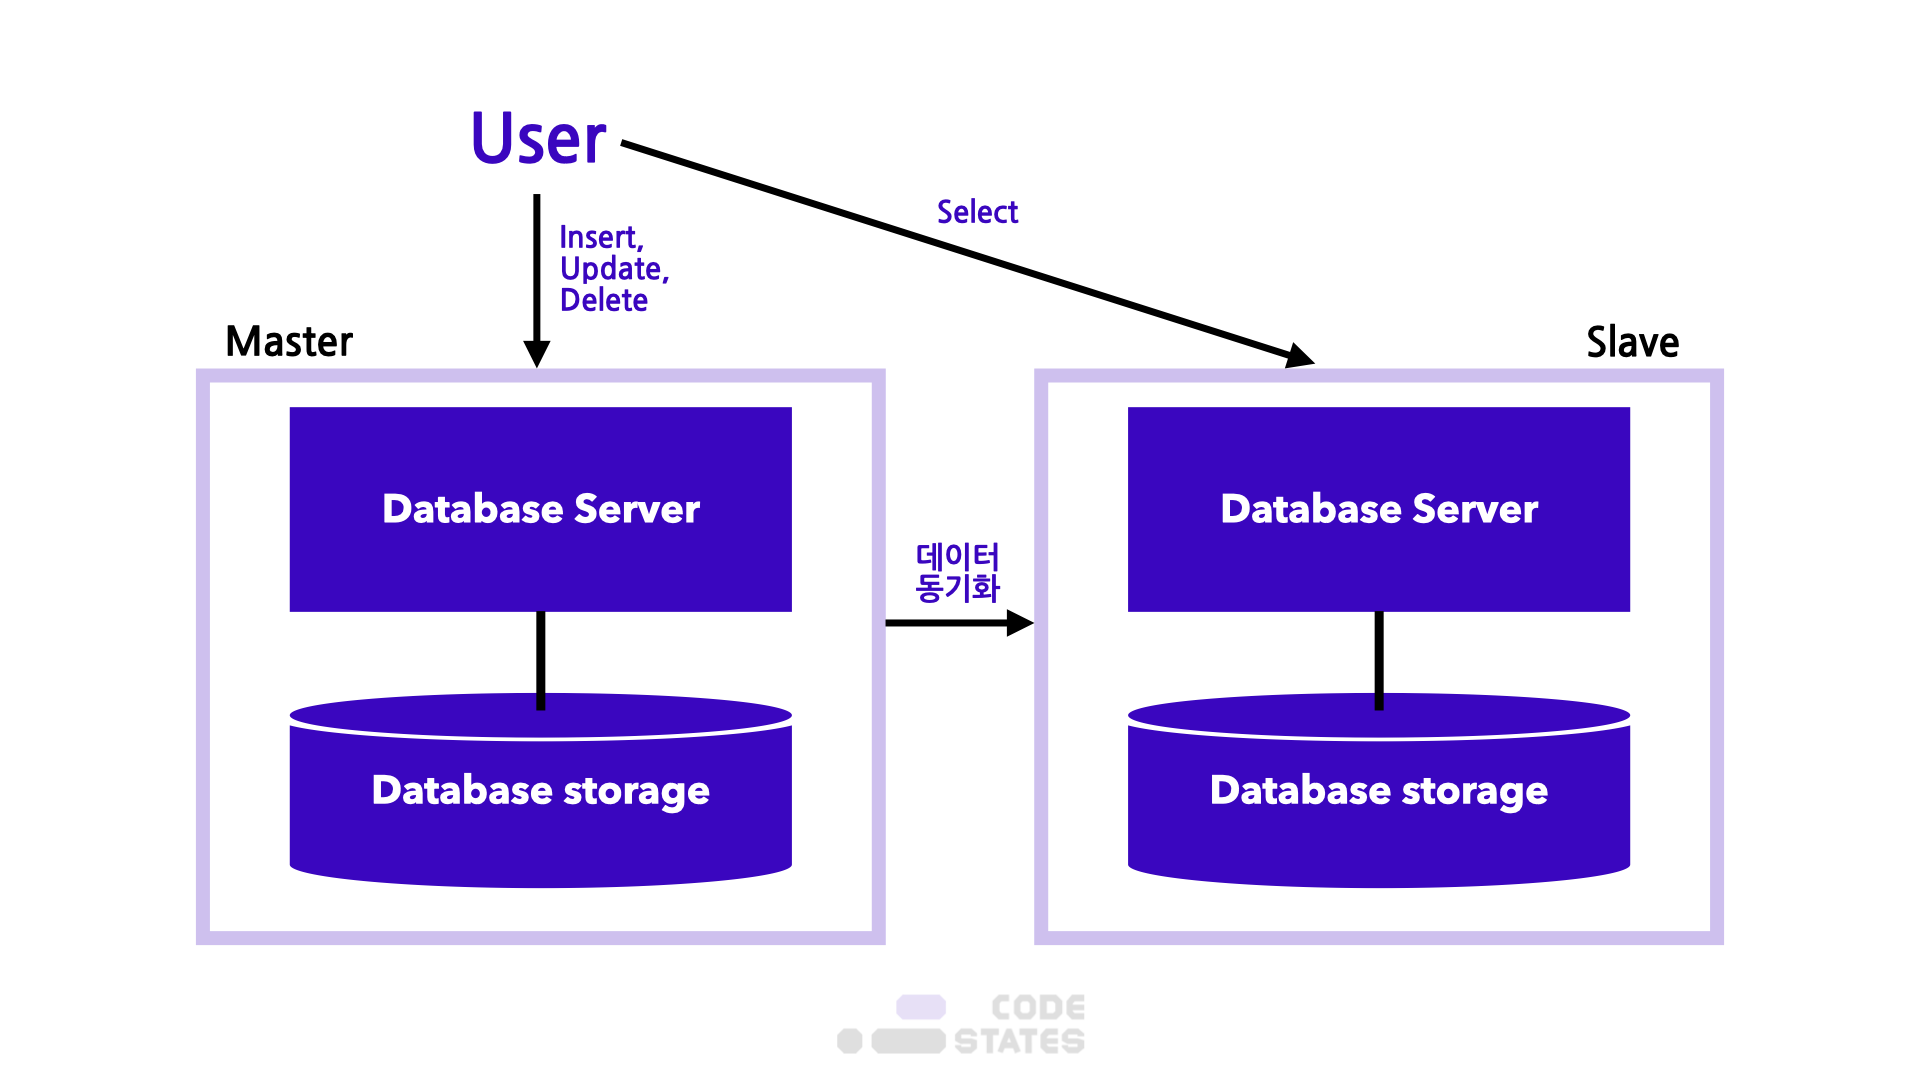 User
Select
Insert,
Update,
Delete
Master
Slave
Database Server
Database Server
데이터
동기화
Database storage
Database storage
CODE
STATES